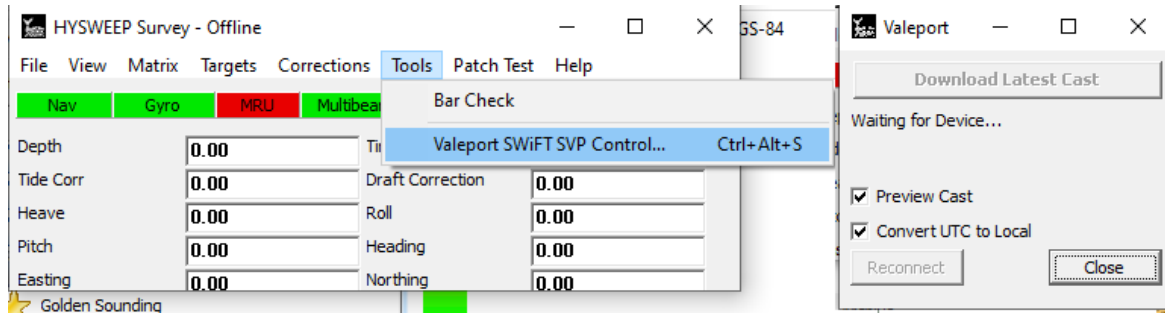 HYSWEEP Survey - Offline
File View Matrix Targets Corrections Tools Patch Test Help
Nav Gyro MRU
Bar Check
Valeport SWiFT SVP Control... Ctrl+Alt+S
Depth 0.00
Tide Corr 0.00 Draft Correction 0.00
Heave 0.00 Roll 0.00
Pitch 0.00 Heading 0.00
Easting 0.00 Northing 0.00
Golden Sounding
GS-84
Valeport
Download Latest Cast
Waiting for Device...
Preview Cast
Convert UTC to Local
Reconnect Close